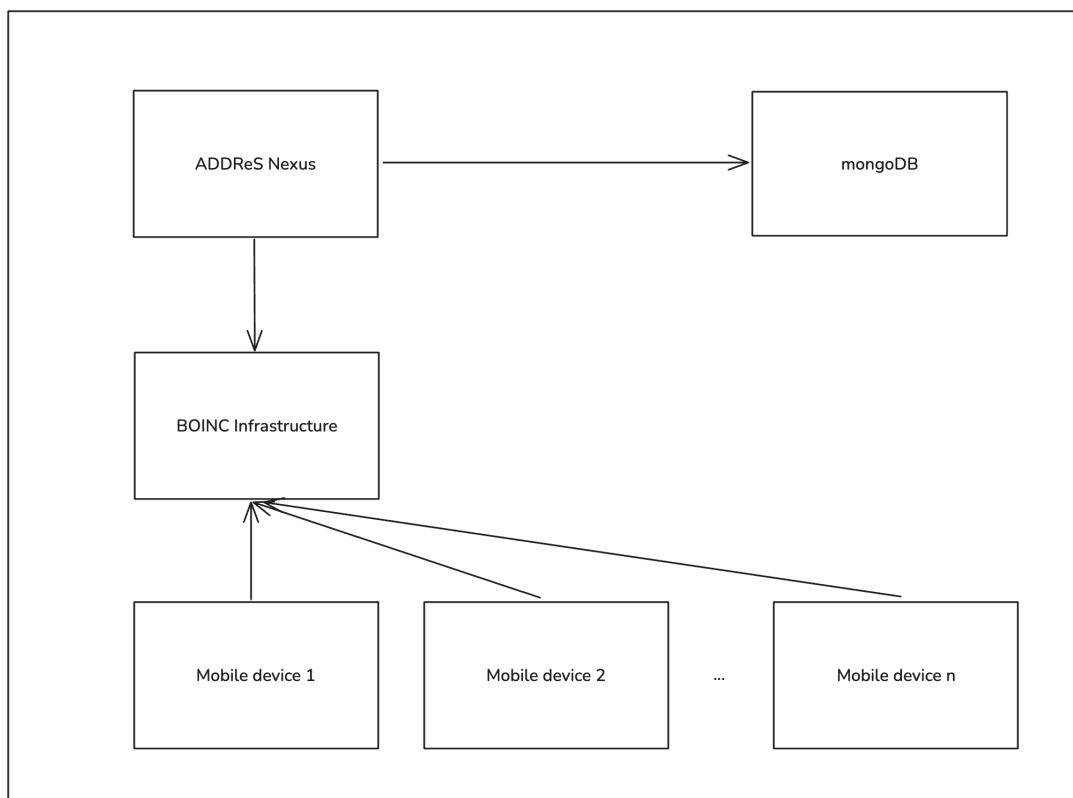 ADDReS Nexus
mongoDB
BOINC Infrastructure
Mobile device 1
Mobile device 2
...
Mobile device n